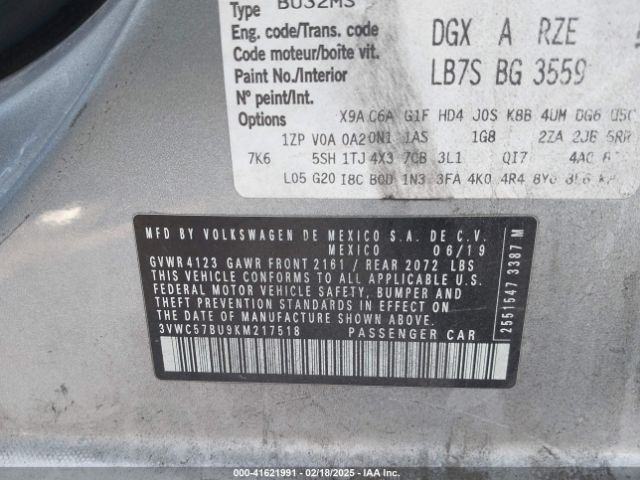 Type BU32MS
Eng. code/Trans. code DGX A RZE
Code moteur/boîte vit.
Paint No./Interior LB7S BG 3559
N° peint/Int.
Options X9A C6A G1F HD4 J0S K8B 4UM DG6
1ZP V0A 0A2 0N1 1AS 1G8 2ZA 2JB 5RR
7K6 5SH 1TJ 4X3 7CB 3L1 QI7 4AC
L05 G20 I8C B0D 1N3 3FA 4K0 4R4
MFD BY VOLKSWAGEN DE MEXICO S.A. DE C.V.
MEXICO 06/19
GVWR 4123 GAWR FRONT 2161 / REAR 2072 LBS
THIS VEHICLE CONFORMS TO ALL APPLICABLE U.S.
FEDERAL MOTOR VEHICLE SAFETY, BUMPER AND
THEFT PREVENTION STANDARDS IN EFFECT ON
THE DATE OF MANUFACTURE SHOWN ABOVE
3VWC57BU9KM217518 PASSENGER CAR
2551547 3387 M
000-41621991 - 02/18/2025 - IAA Inc.